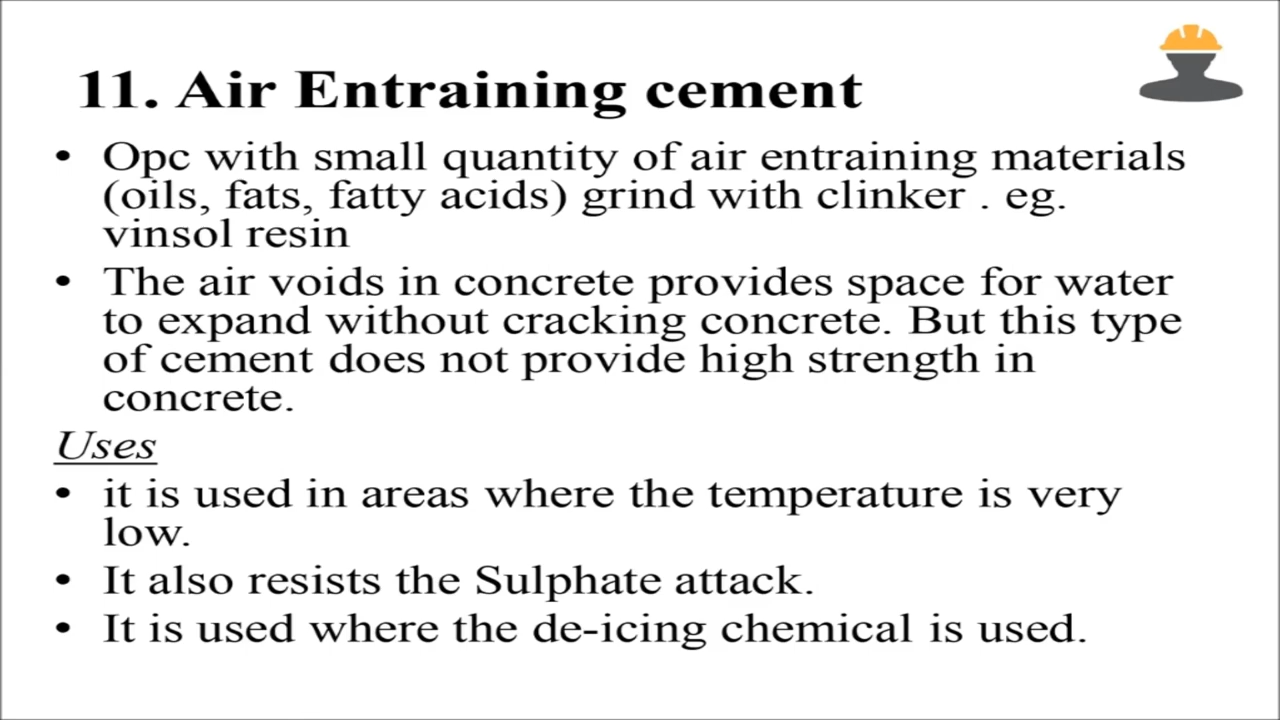 11. Air Entraining cement
• Opc with small quantity of air entraining materials
(oils, fats, fatty acids) grind with clinker . eg.
vinsol resin
• The air voids in concrete provides space for water
to expand without cracking concrete. But this type
of cement does not provide high strength in
concrete.
Uses
• it is used in areas where the temperature is very
low.
• It also resists the Sulphate attack.
• It is used where the de-icing chemical is used.